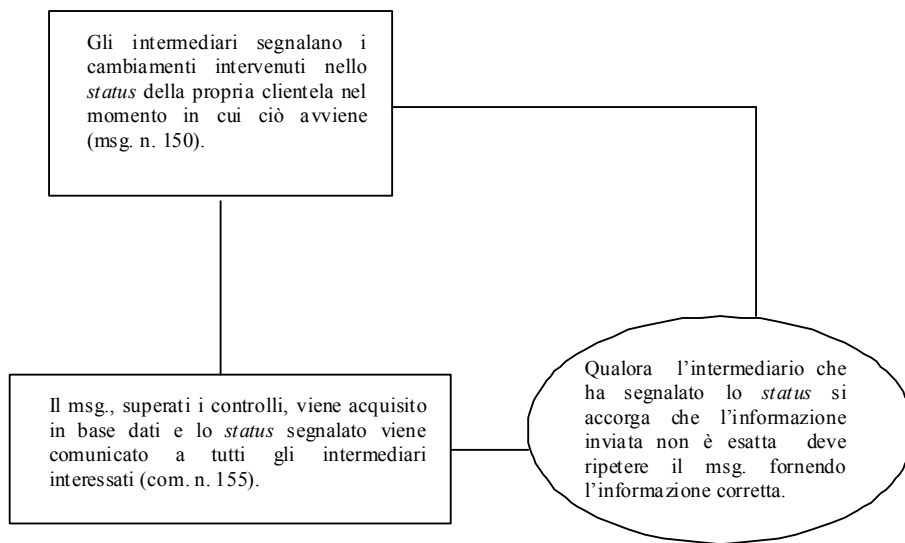 Gli intermediari segnalano i
cambiamenti intervenuti nello
status della propria clientela nel
momento in cui ciò avviene
(msg. n. 150).
Il msg., superati i controlli, viene acquisito
in base dati e lo status segnalato viene
comunicato a tutti gli intermediari
interessati (com. n. 155).
Qualora l’intermediario che
ha segnalato lo status si
accorga che l’informazione
inviata non è esatta deve
ripetere il msg. fornendo
l’informazione corretta.